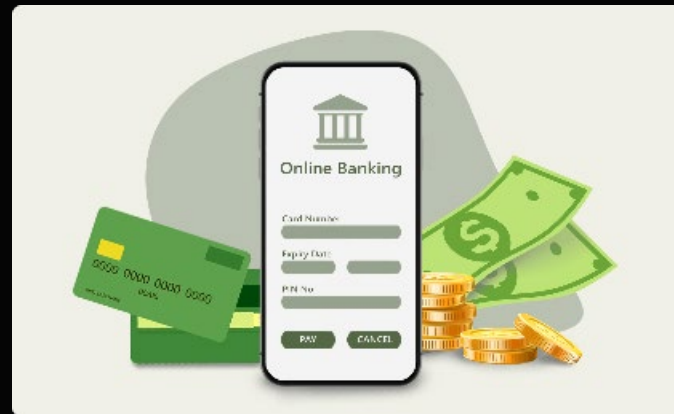 Online Banking
Card Number
Expiry Date
PIN No
PAY CANCEL
0000 0000 0000 0000
$